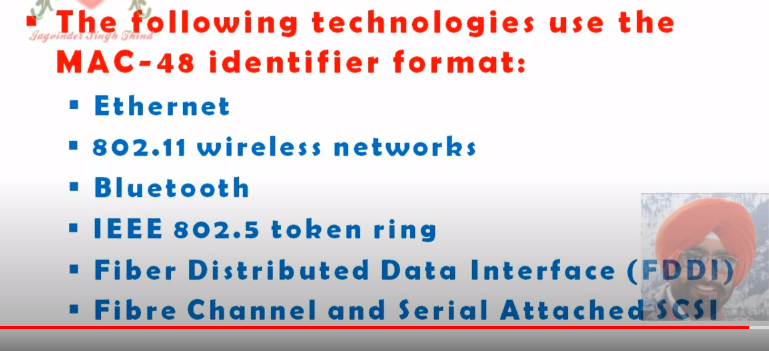 The following technologies use the
Jagvinder Singh Thind
MAC-48 identifier format:
Ethernet
802.11 wireless networks
Bluetooth
IEEE 802.5 token ring
Fiber Distributed Data Interface (FDDI)
Fibre Channel and Serial Attached SCSI